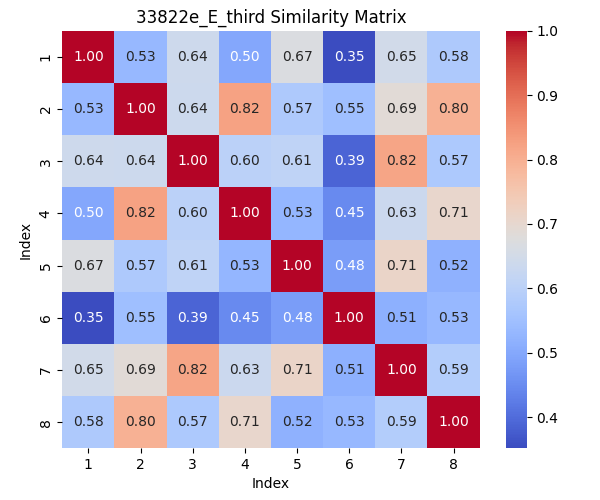 33822e_E_third Similarity Matrix
1 1.00 0.53 0.64 0.50 0.67 0.35 0.65 0.58
2 0.53 1.00 0.64 0.82 0.57 0.55 0.69 0.80
3 0.64 0.64 1.00 0.60 0.61 0.39 0.82 0.57
4 0.50 0.82 0.60 1.00 0.53 0.45 0.63 0.71
5 0.67 0.57 0.61 0.53 1.00 0.48 0.71 0.52
6 0.35 0.55 0.39 0.45 0.48 1.00 0.51 0.53
7 0.65 0.69 0.82 0.63 0.71 0.51 1.00 0.59
8 0.58 0.80 0.57 0.71 0.52 0.53 0.59 1.00
1 2 3 4 5 6 7 8
Index
Index
1.0
0.9
0.8
0.7
0.6
0.5
0.4